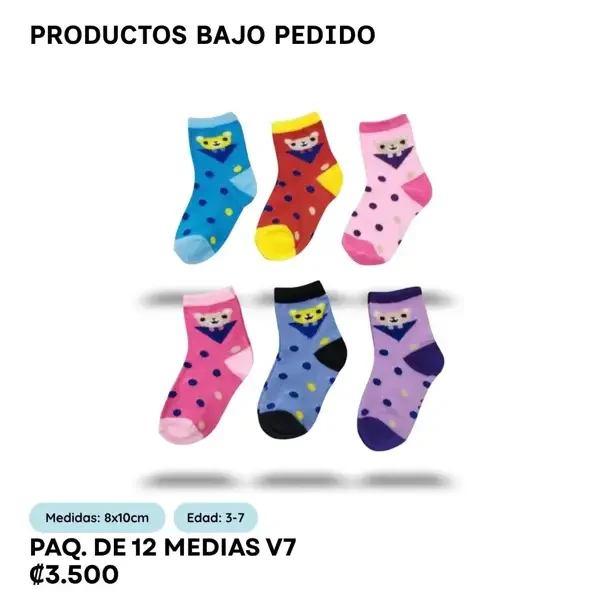 PRODUCTOS BAJO PEDIDO
Medidas: 8x10cm
Edad: 3-7
PAQ. DE 12 MEDIAS V7
₡3.500